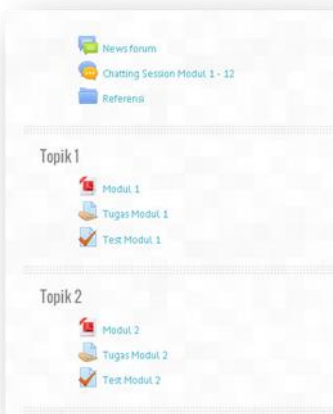 News forum
Chatting Session Modul 1 - 12
Referensi
Topik 1
Modul 1
Tugas Modul 1
Test Modul 1
Topik 2
Modul 2
Tugas Modul 2
Test Modul 2